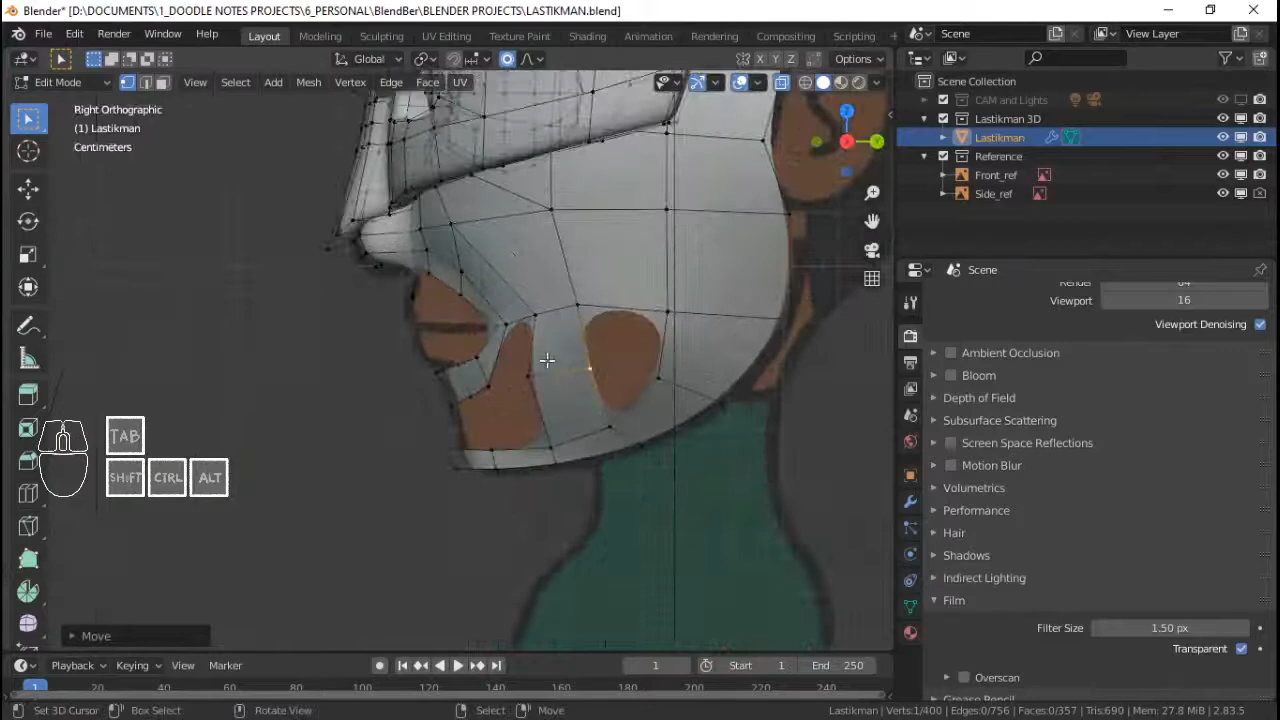 Blender* [D:\DOCUMENTS\1_DOODLE NOTES PROJECTS\6_PERSONAL\BlendBer\BLENDER PROJECTS\LASTIKMAN.blend]
File Edit Render Window Help Layout Modeling Sculpting UV Editing Texture Paint Shading Animation Rendering Compositing Scripting Scene View Layer
Global X Y Z Options
Edit Mode View Select Add Mesh Vertex Edge Face UV
Scene Collection
CAM and Lights
Lastikman 3D
Lastikman
Reference
Front_ref
Side_ref
Right Orthographic
(1) Lastikman
Centimeters
Scene
Render 64
Viewport 16
Viewport Denoising
Ambient Occlusion
Bloom
Depth of Field
Subsurface Scattering
Screen Space Reflections
Motion Blur
Volumetrics
Performance
Hair
Shadows
Indirect Lighting
Film
Filter Size 1.50 px
Transparent
Overscan
Grease Pencil
TAB
SHIFT CTRL ALT
Move
Playback Keying View Marker 1 Start 1 End 250
1 20 40 60 80 100 120 140 160 180 200 220 240
Set 3D Cursor Box Select Rotate View Select Move Lastikman | Verts:1/400 | Edges:0/756 | Faces:0/357 | Tris:690 | Mem: 27.8 MiB | 2.83.5